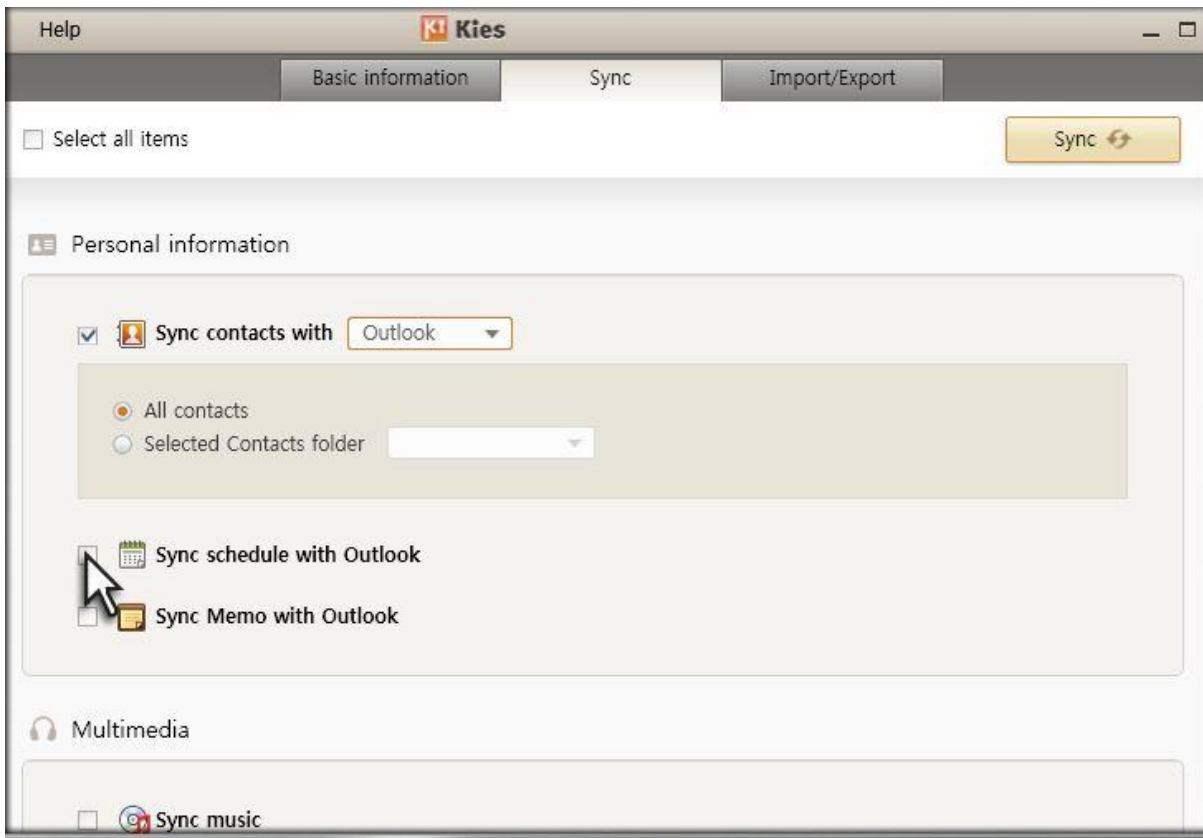 Help Kies
Basic information Sync Import/Export
Select all items Sync
Personal information
Sync contacts with Outlook
All contacts
Selected Contacts folder
Sync schedule with Outlook
Sync Memo with Outlook
Multimedia
Sync music